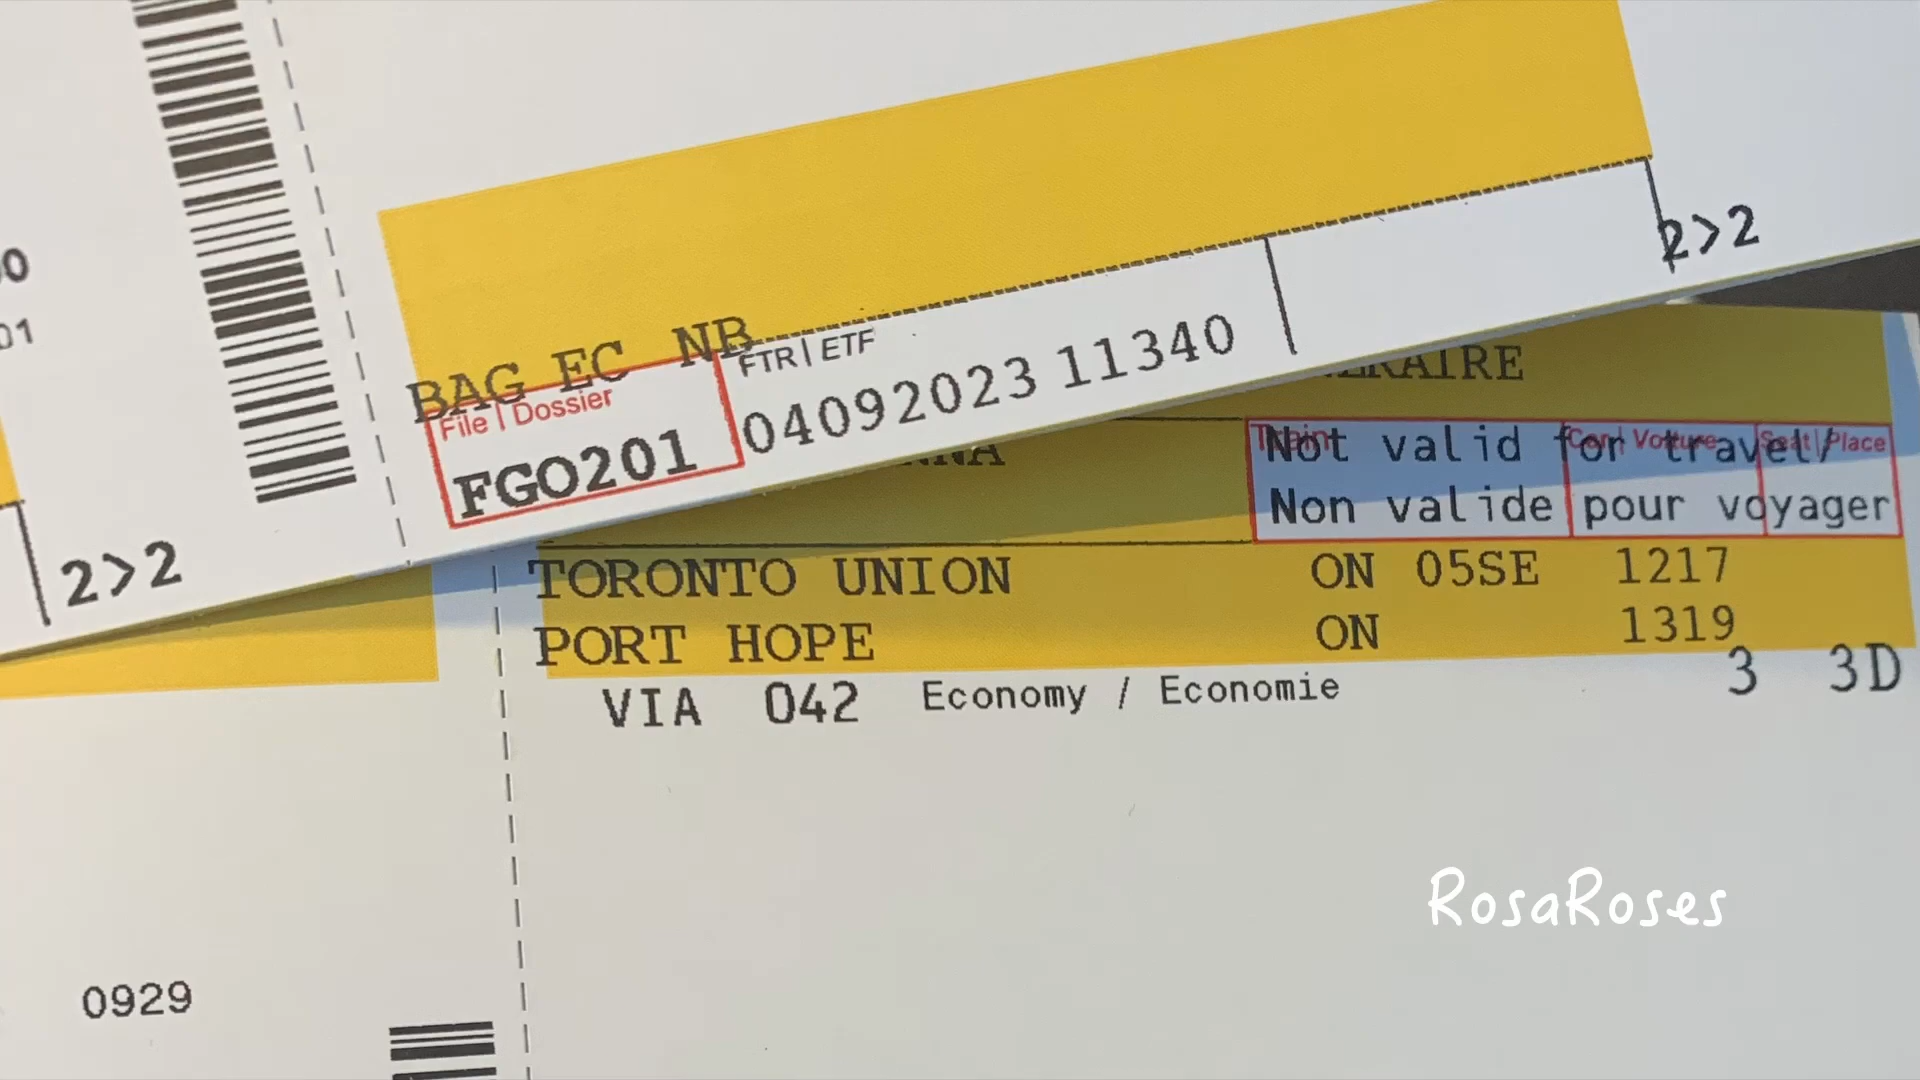 0
01
2>2
BAG EC NB
File | Dossier
FGO201
FTR | ETF
04092023 11340
2>2
Not valid for travel/
Non valide pour voyager
Car | Voiture
Seat | Place
TORONTO UNION ON 05SE 1217
PORT HOPE ON 1319
VIA 042 Economy / Economie 3 3D
0929
RosaRoses